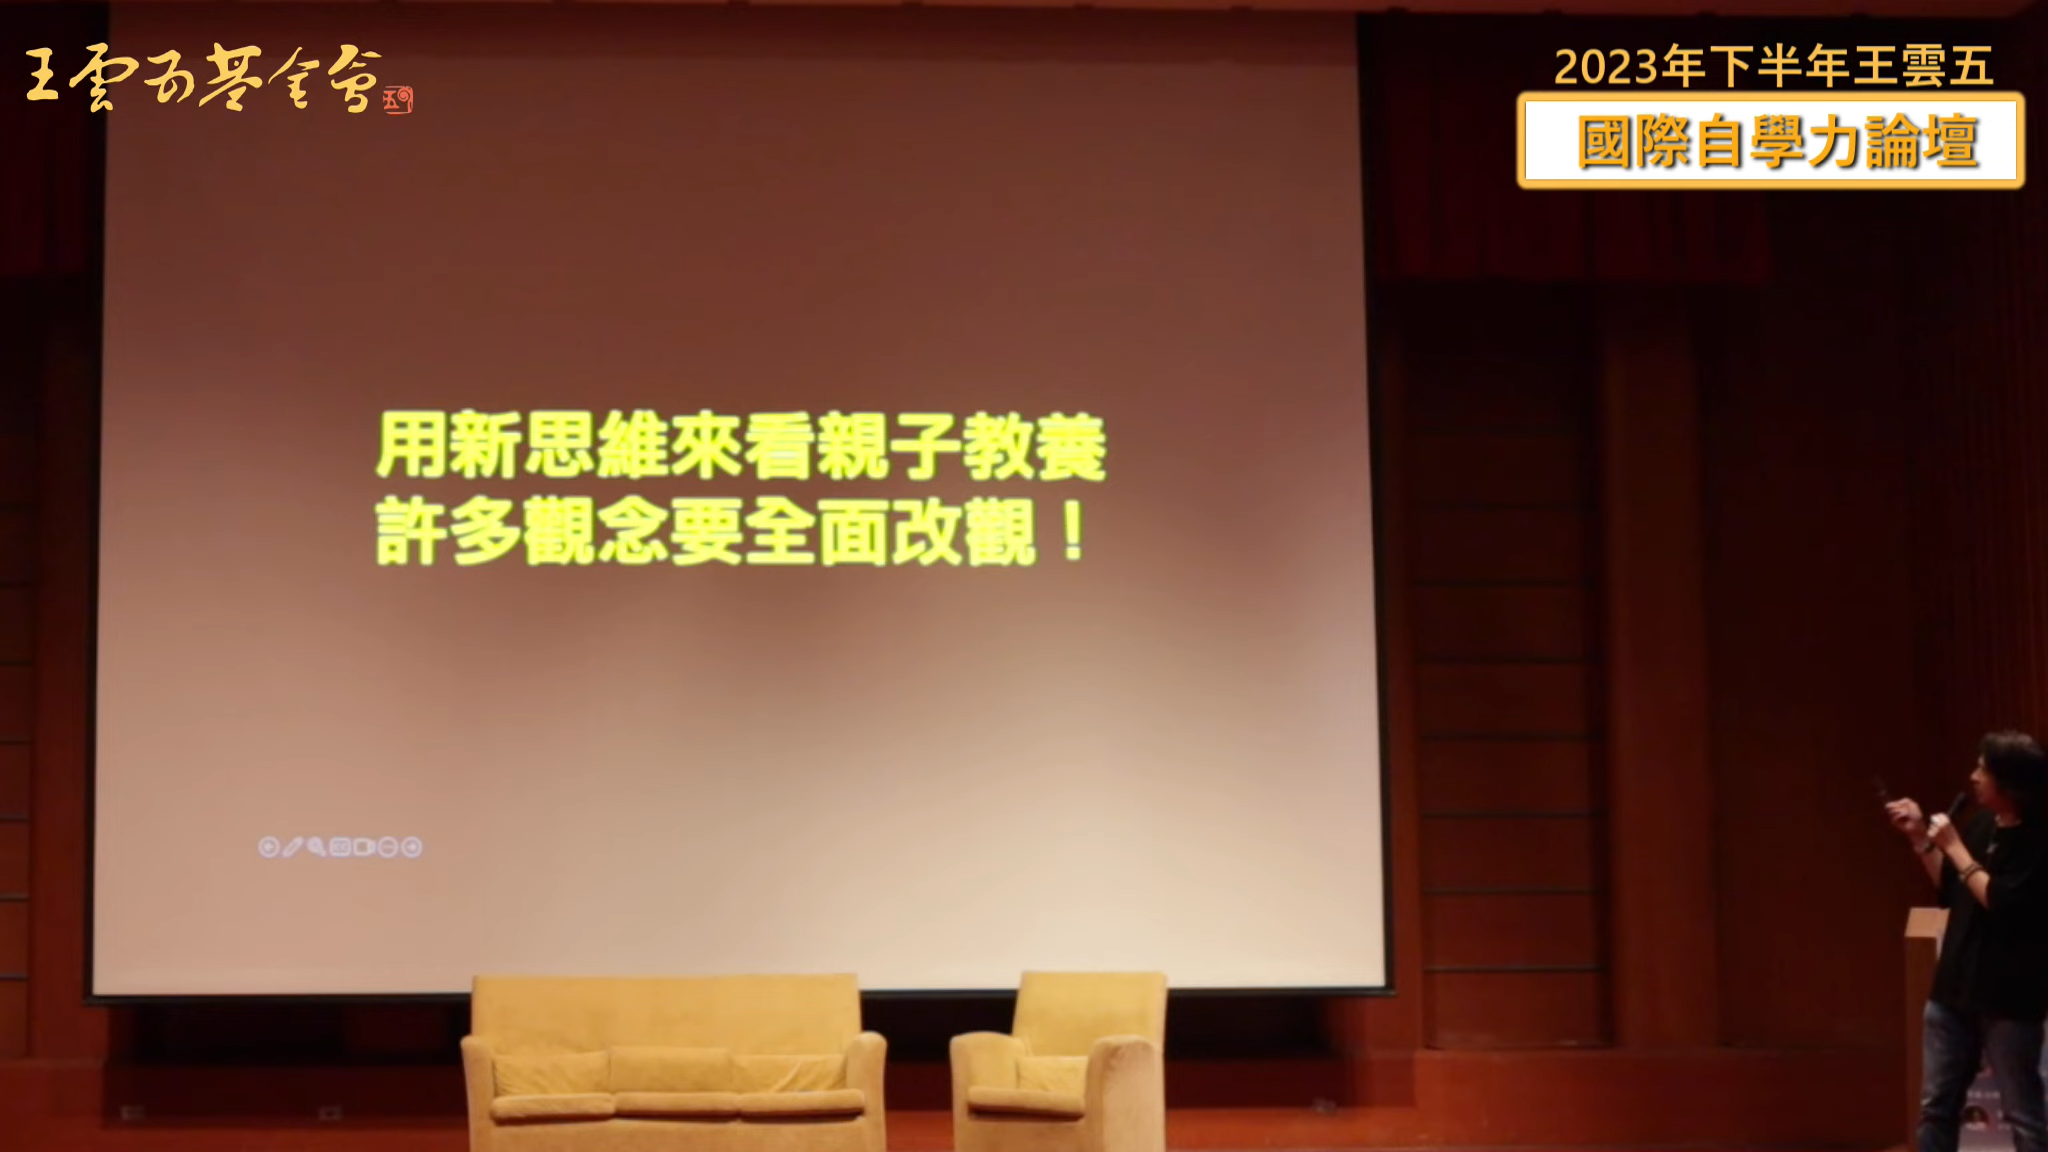 王雲五基金會
2023年下半年王雲五
國際自學力論壇
用新思維來看親子教養
許多觀念要全面改觀！